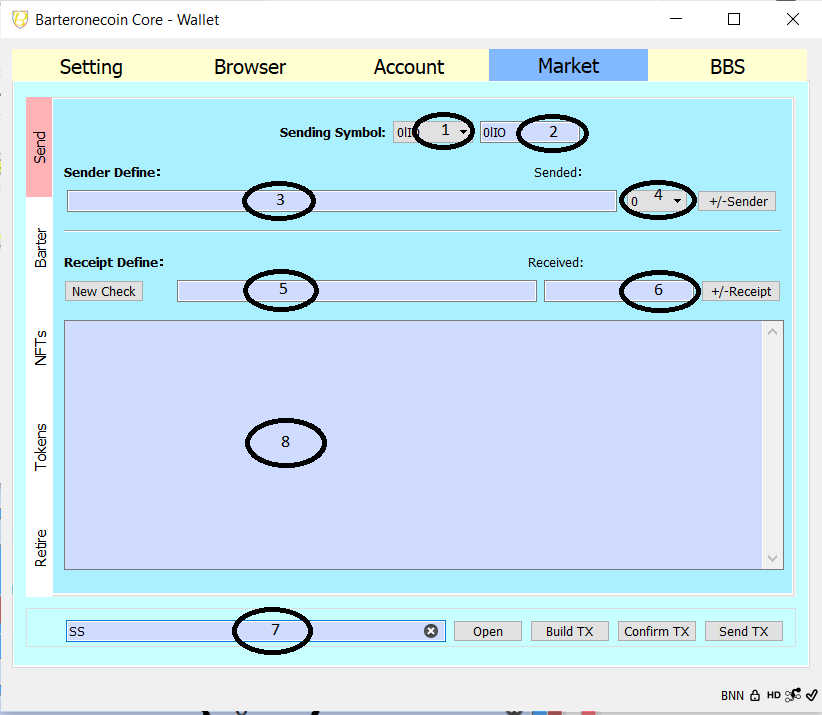 Barteronecoin Core - Wallet
Setting Browser Account Market BBS
Send
Barter
NFTs
Tokens
Retire
Sending Symbol: 1 0lIO 2
Sender Define: Sended:
3 0 4 +/-Sender
Receipt Define: Received:
New Check 5 6 +/-Receipt
8
SS 7 Open Build TX Confirm TX Send TX
BNN HD